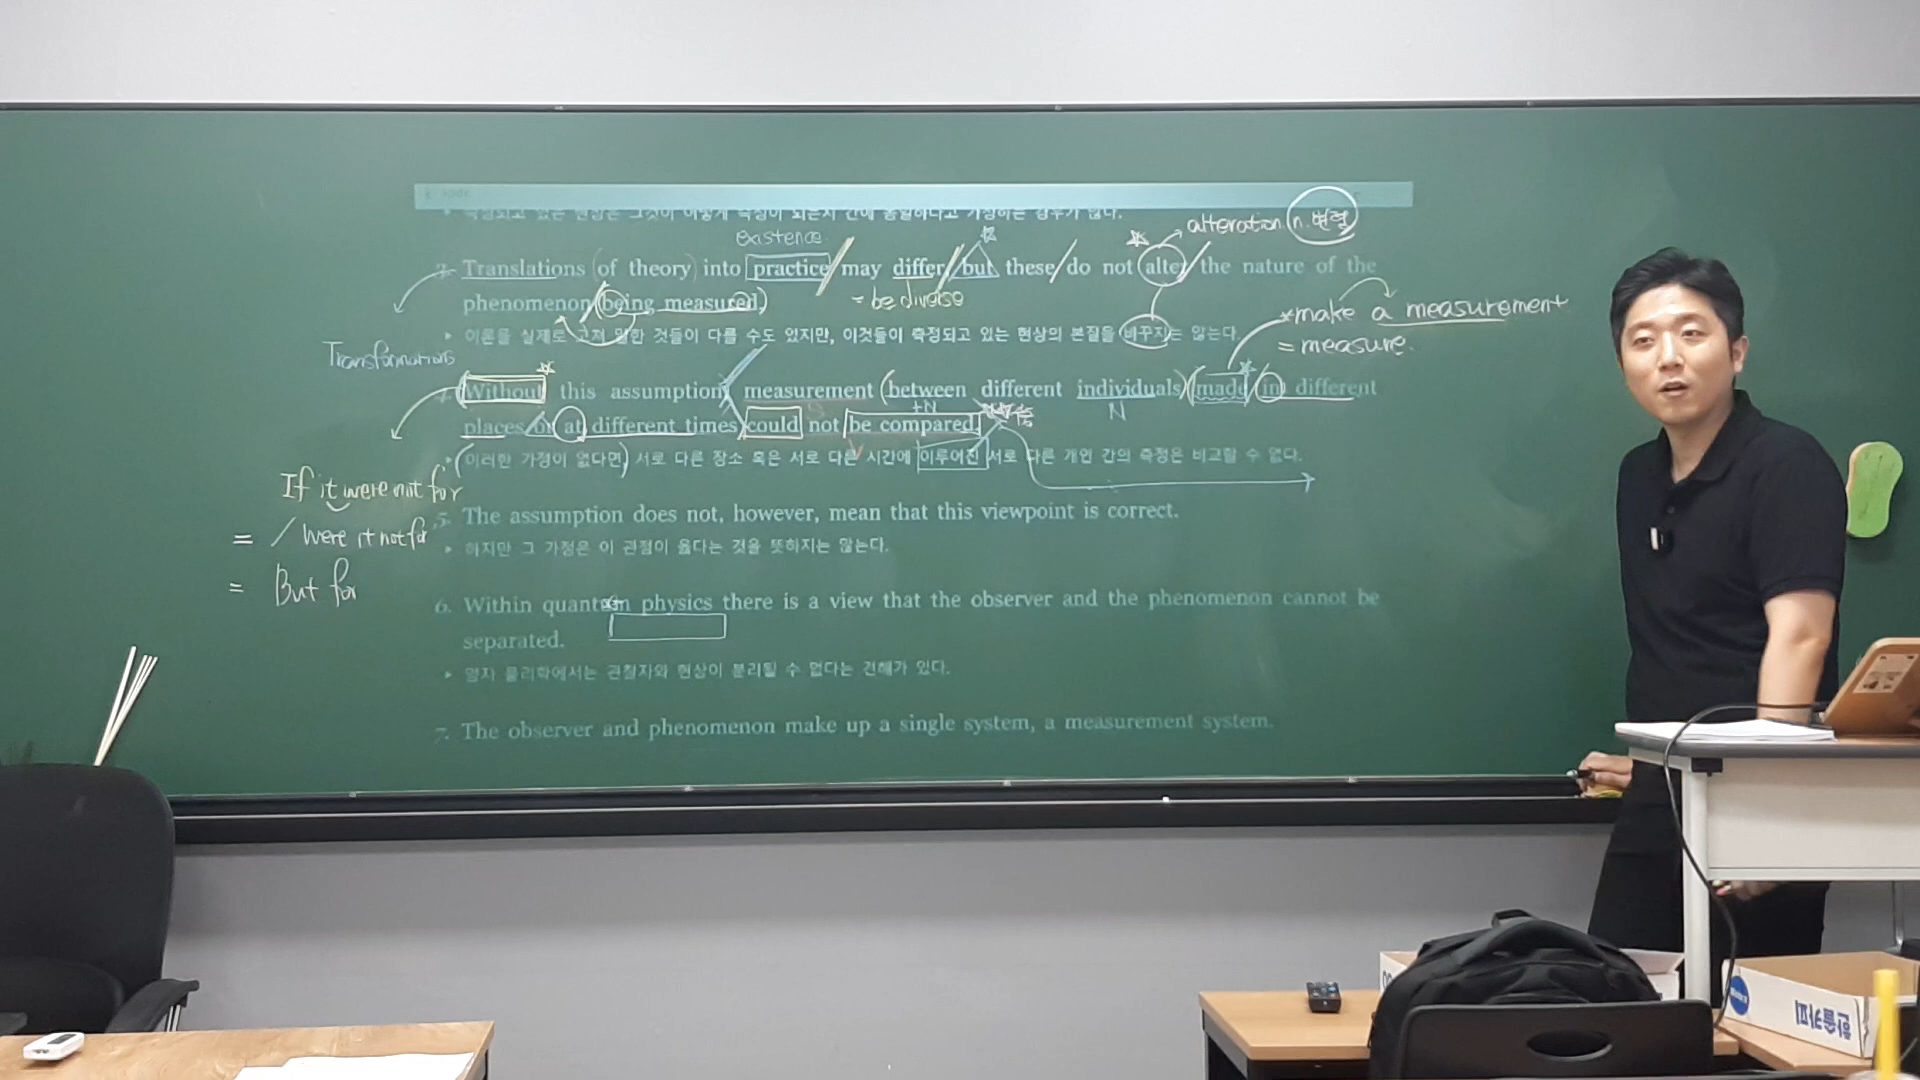 existence
alteration n. 변형
3. Translations (of theory) into practice may differ, but these do not alter the nature of the
phenomenon (being measured)
= be diverse
* make a measurement
= measure.
▸ 이론을 실제로 고쳐 말한 것들이 다를 수도 있지만, 이것들이 측정되고 있는 현상의 본질을 바꾸지는 않는다.
Transformations
4. Without this assumption, measurement (between different individuals) (made in different
+N
N
places or at different times) could not be compared.
▸ (이러한 가정이 없다면) 서로 다른 장소 혹은 서로 다른 시간에 이루어진 서로 다른 개인 간의 측정은 비교할 수 없다.
If it were not for
5. The assumption does not, however, mean that this viewpoint is correct.
= / Were it not for
▸ 하지만 그 가정은 이 관점이 옳다는 것을 뜻하지는 않는다.
= But for
6. Within quantum physics there is a view that the observer and the phenomenon cannot be
separated.
▸ 양자 물리학에서는 관찰자와 현상이 분리될 수 없다는 견해가 있다.
7. The observer and phenomenon make up a single system, a measurement system.
한솔카피